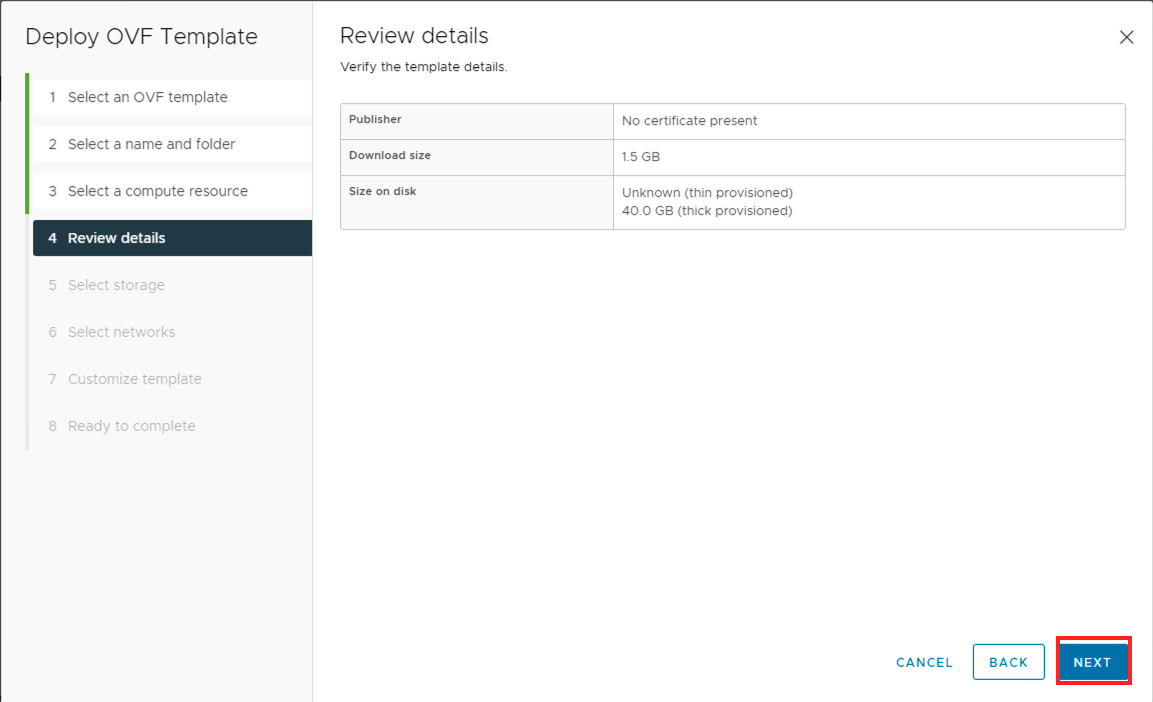 Deploy OVF Template
1 Select an OVF template
2 Select a name and folder
3 Select a compute resource
4 Review details
5 Select storage
6 Select networks
7 Customize template
8 Ready to complete
Review details
Verify the template details.
Publisher No certificate present
Download size 1.5 GB
Size on disk Unknown (thin provisioned)
40.0 GB (thick provisioned)
CANCEL BACK NEXT